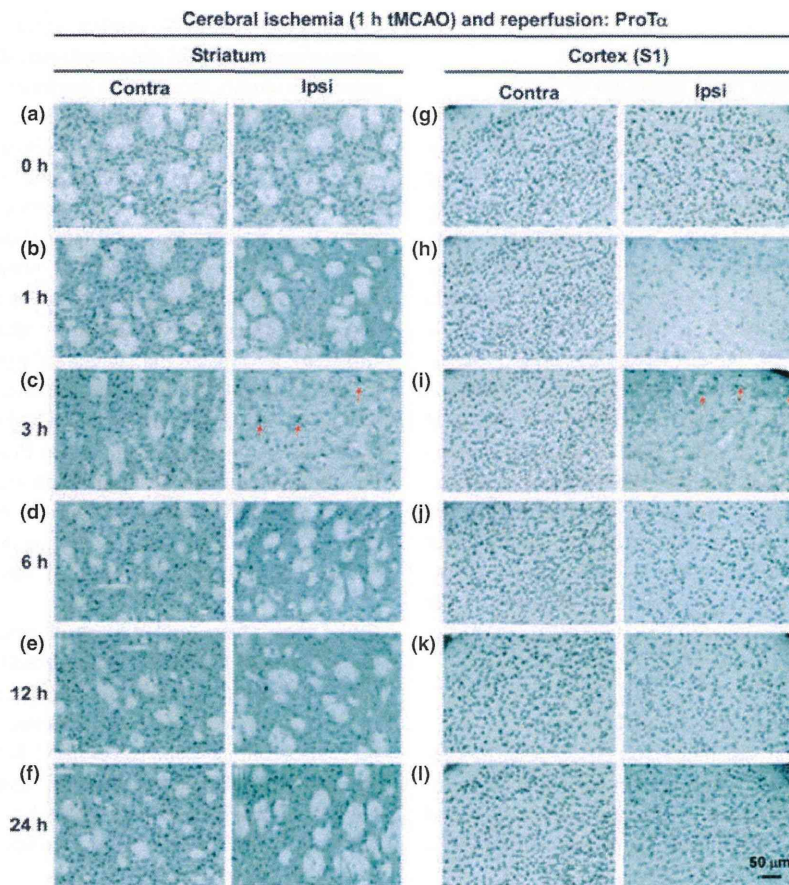 Cerebral ischemia (1 h tMCAO) and reperfusion: ProTα
Striatum
Cortex (S1)
Contra
Ipsi
Contra
Ipsi
(a)
(g)
0 h
(b)
(h)
1 h
(c)
(i)
3 h
(d)
(j)
6 h
(e)
(k)
12 h
(f)
(l)
24 h
50 μm